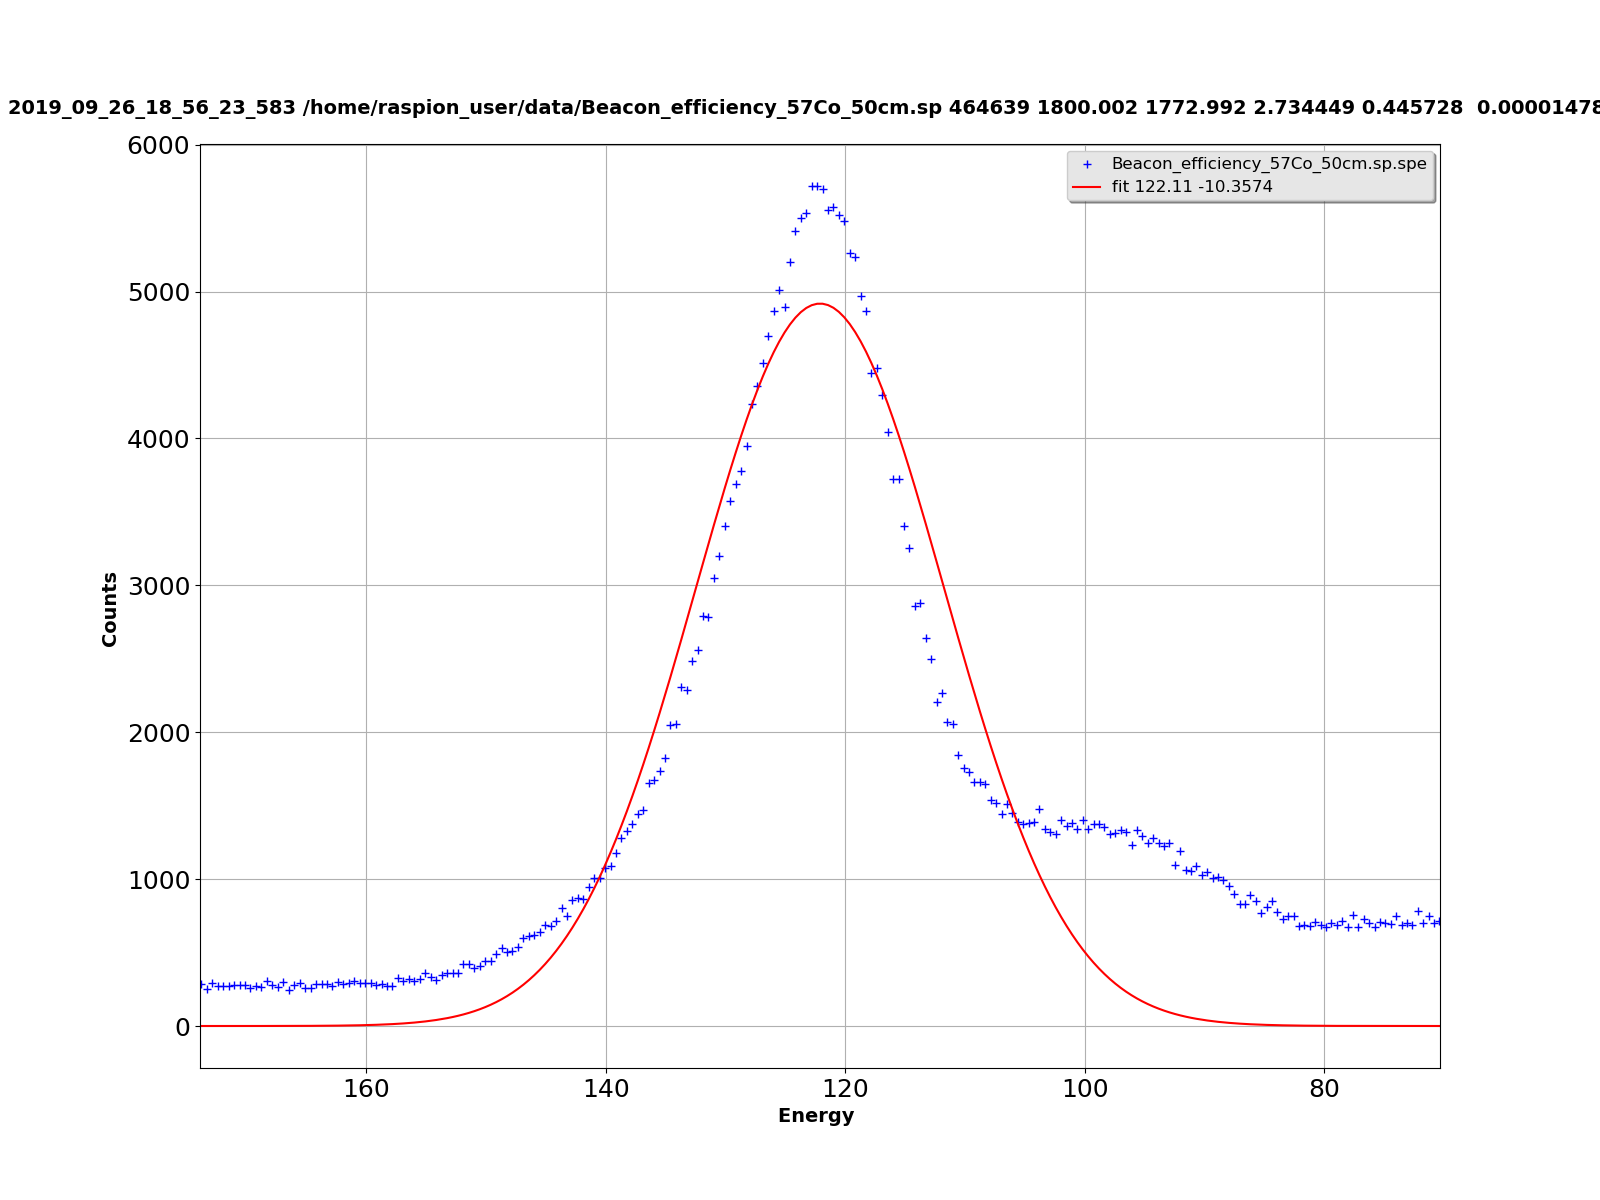 2019_09_26_18_56_23_583 /home/raspion_user/data/Beacon_efficiency_57Co_50cm.sp 464639 1800.002 1772.992 2.734449 0.445728  0.00001478
6000
5000
4000
3000
2000
1000
0
Counts
Beacon_efficiency_57Co_50cm.sp.spe
fit 122.11 -10.3574
160
140
120
100
80
Energy